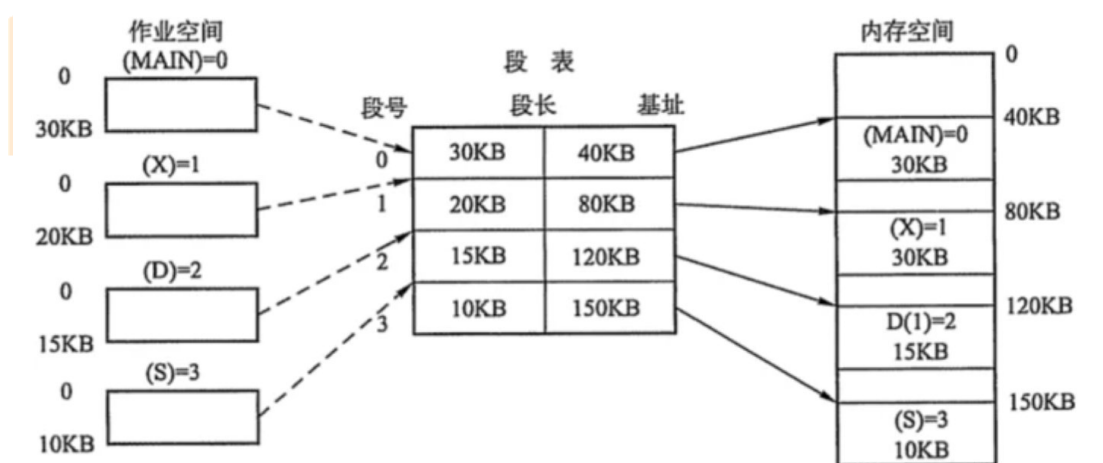 作业空间
(MAIN)=0
0
30KB
(X)=1
0
20KB
(D)=2
0
15KB
(S)=3
0
10KB
段 表
段号 段长 基址
0 30KB 40KB
1 20KB 80KB
2 15KB 120KB
3 10KB 150KB
内存空间
0
40KB
(MAIN)=0
30KB
80KB
(X)=1
30KB
120KB
D(1)=2
15KB
150KB
(S)=3
10KB